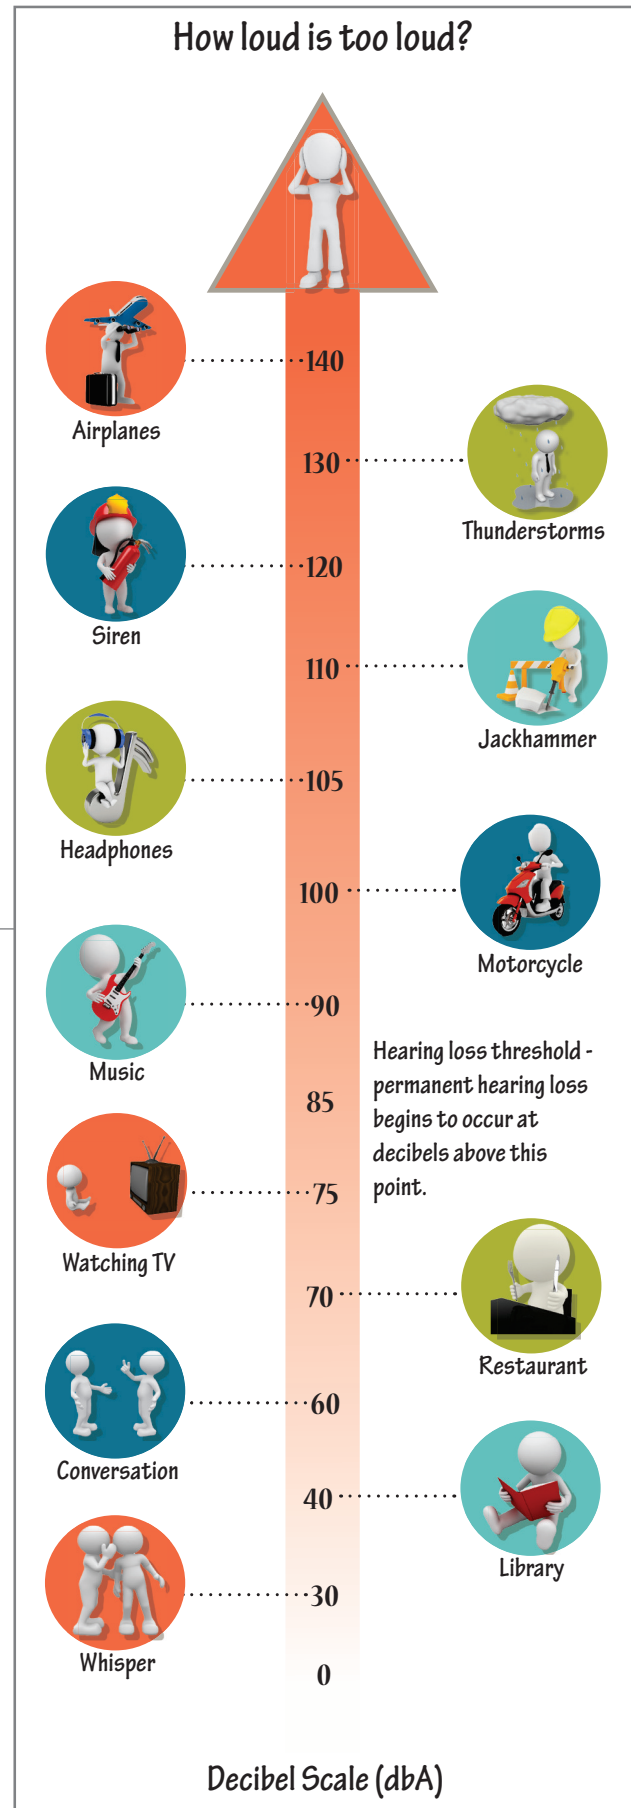 How loud is too loud?
140
Airplanes
130
Thunderstorms
120
Siren
110
Jackhammer
105
Headphones
100
Motorcycle
90
Music
Hearing loss threshold -
permanent hearing loss
begins to occur at
decibels above this
point.
85
75
Watching TV
70
Restaurant
60
Conversation
40
Library
30
Whisper
0
Decibel Scale (dbA)